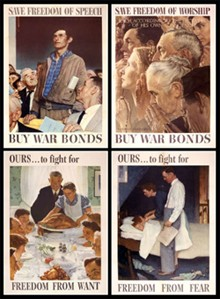 SAVE FREEDOM OF SPEECH
BUY WAR BONDS
SAVE FREEDOM OF WORSHIP
BUY WAR BONDS
OURS...to fight for
FREEDOM FROM WANT
OURS...to fight for
FREEDOM FROM FEAR